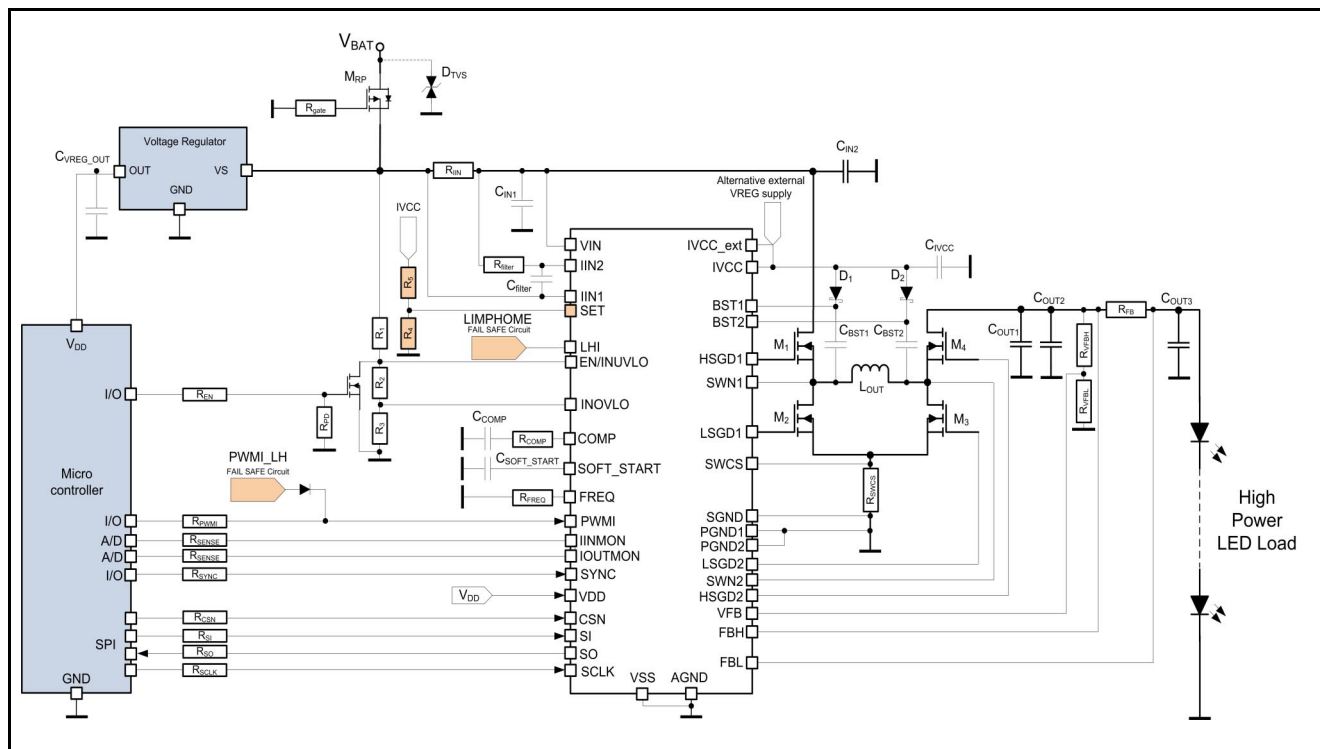 VBAT
MRP
DTVS
Rgate
Voltage Regulator
CVREG_OUT
OUT
VS
GND
RIIN
CIN2
CIN1
Alternative external
VREG supply
IVCC
VIN
IVCC_ext
IIN2
Rfilter
Cfilter
IVCC
CIVCC
R5
D1
D2
IIN1
BST1
SET
BST2
COUT1
COUT2
COUT3
RFB
LIMPHOME
FAIL SAFE Circuit
R1
R4
CBST1
CBST2
VDD
M1
M4
LHI
HSGD1
RVFBH
EN/INUVLO
I/O
REN
R2
SWN1
LOUT
RVFBL
RPD
INOVLO
R3
M2
M3
CCOMP
RCOMP
COMP
LSGD1
PWMI_LH
FAIL SAFE Circuit
CSOFT_START
SOFT_START
SWCS
Micro
controller
RFREQ
FREQ
RSWCS
SGND
I/O
RPWMI
PWMI
PGND1
A/D
RSENSE
IINMON
PGND2
A/D
RSENSE
IOUTMON
LSGD2
I/O
RSYNC
SYNC
SWN2
VDD
VDD
HSGD2
VFB
RCSN
CSN
FBH
SPI
RSI
SI
RSO
SO
FBL
RSCLK
SCLK
GND
VSS
AGND
High
Power
LED Load